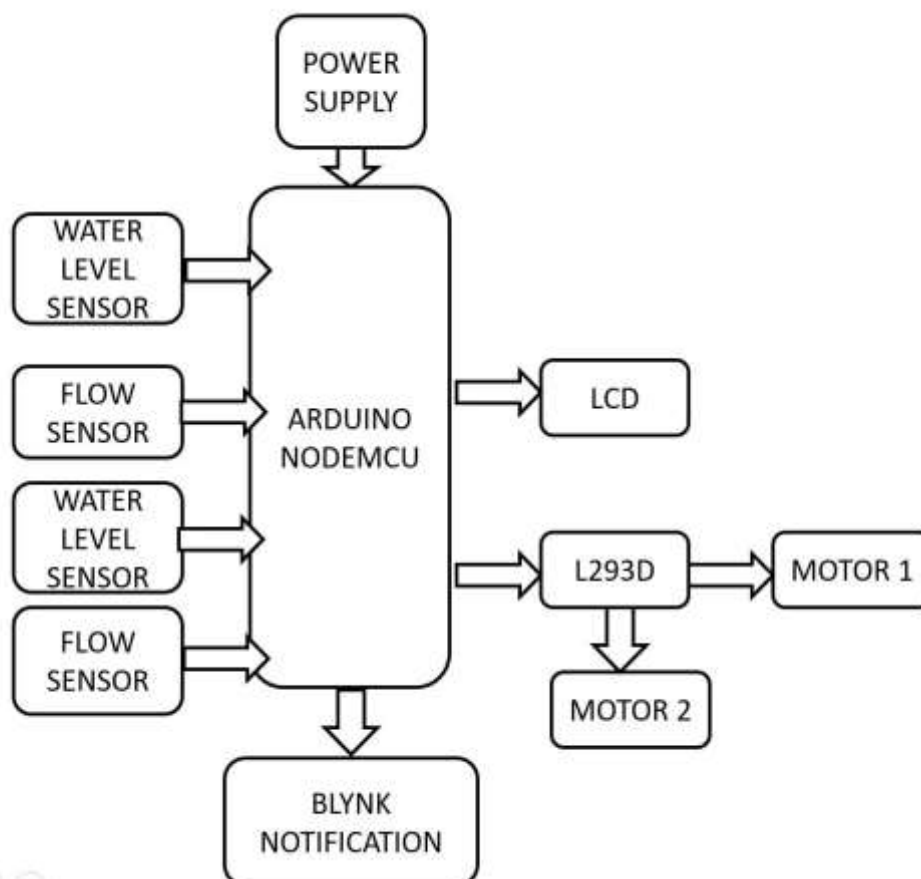 POWER
SUPPLY
WATER
LEVEL
SENSOR
FLOW
SENSOR
WATER
LEVEL
SENSOR
FLOW
SENSOR
ARDUINO
NODEMCU
LCD
L293D
MOTOR 1
MOTOR 2
BLYNK
NOTIFICATION